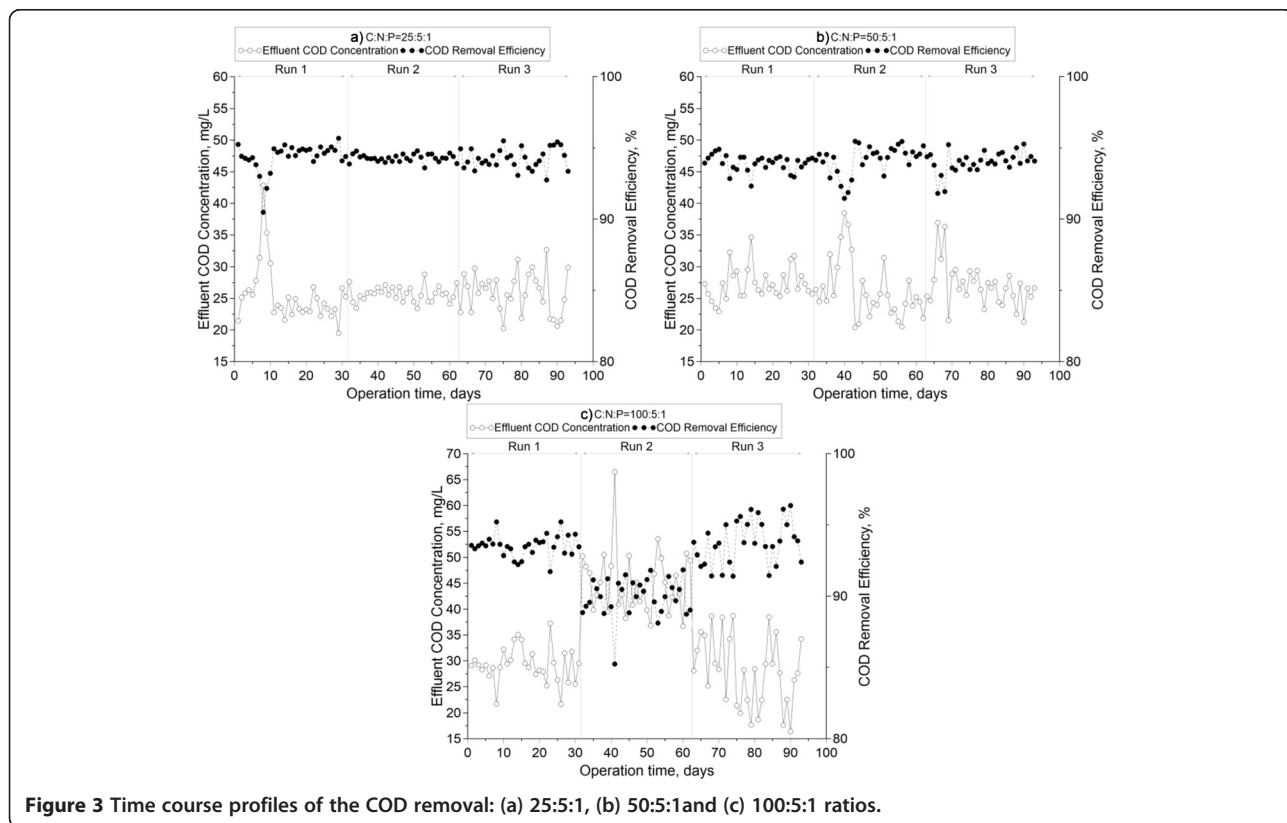 a) C:N:P=25:5:1
Effluent COD Concentration COD Removal Efficiency
Run 1 Run 2 Run 3
60
55
50
45
40
35
30
25
20
15
Effluent COD Concentration, mg/L
100
90
80
COD Removal Efficiency, %
0 10 20 30 40 50 60 70 80 90 100
Operation time, days
b) C:N:P=50:5:1
Effluent COD Concentration COD Removal Efficiency
Run 1 Run 2 Run 3
60
55
50
45
40
35
30
25
20
15
Effluent COD Concentration, mg/L
100
90
80
COD Removal Efficiency, %
0 10 20 30 40 50 60 70 80 90 100
Operation time, days
c) C:N:P=100:5:1
Effluent COD Concentration COD Removal Efficiency
Run 1 Run 2 Run 3
70
65
60
55
50
45
40
35
30
25
20
15
Effluent COD Concentration, mg/L
100
90
80
COD Removal Efficiency, %
0 10 20 30 40 50 60 70 80 90 100
Operation time, days
Figure 3 Time course profiles of the COD removal: (a) 25:5:1, (b) 50:5:1and (c) 100:5:1 ratios.